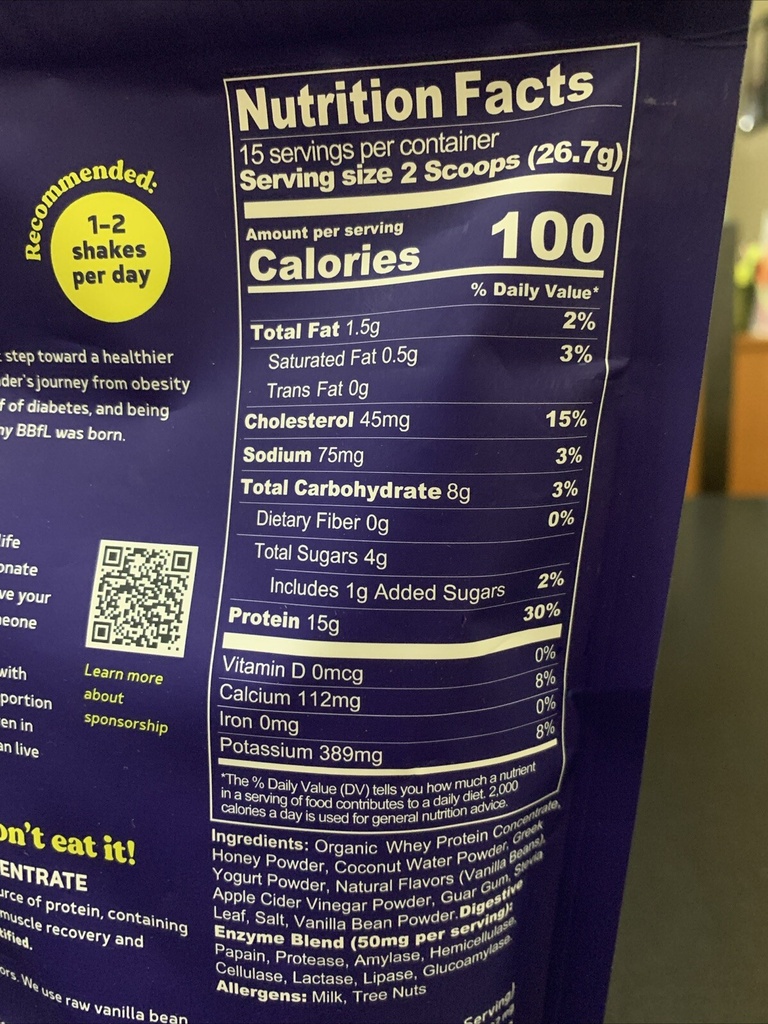 Nutrition Facts
15 servings per container
Serving size 2 Scoops (26.7g)
Amount per serving
Calories 100
% Daily Value*
Total Fat 1.5g 2%
Saturated Fat 0.5g 3%
Trans Fat 0g
Cholesterol 45mg 15%
Sodium 75mg 3%
Total Carbohydrate 8g 3%
Dietary Fiber 0g 0%
Total Sugars 4g
Includes 1g Added Sugars 2%
Protein 15g 30%
Vitamin D 0mcg 0%
Calcium 112mg 8%
Iron 0mg 0%
Potassium 389mg 8%
*The % Daily Value (DV) tells you how much a nutrient
in a serving of food contributes to a daily diet. 2,000
calories a day is used for general nutrition advice.
Ingredients: Organic Whey Protein Concentrate,
Honey Powder, Coconut Water Powder, Greek
Yogurt Powder, Natural Flavors (Vanilla Beans),
Apple Cider Vinegar Powder, Guar Gum, Stevia
Leaf, Salt, Vanilla Bean Powder. Digestive
Enzyme Blend (50mg per serving):
Papain, Protease, Amylase, Hemicellulase,
Cellulase, Lactase, Lipase, Glucoamylase.
Allergens: Milk, Tree Nuts
Serving)
Recommended:
1-2
shakes
per day
step toward a healthier
der's journey from obesity
f of diabetes, and being
hy BBfL was born.
life
onate
ve your
eone
with
portion
en in
an live
Learn more
about
sponsorship
on't eat it!
ENTRATE
urce of protein, containing
muscle recovery and
tified.
ors. We use raw vanilla bean